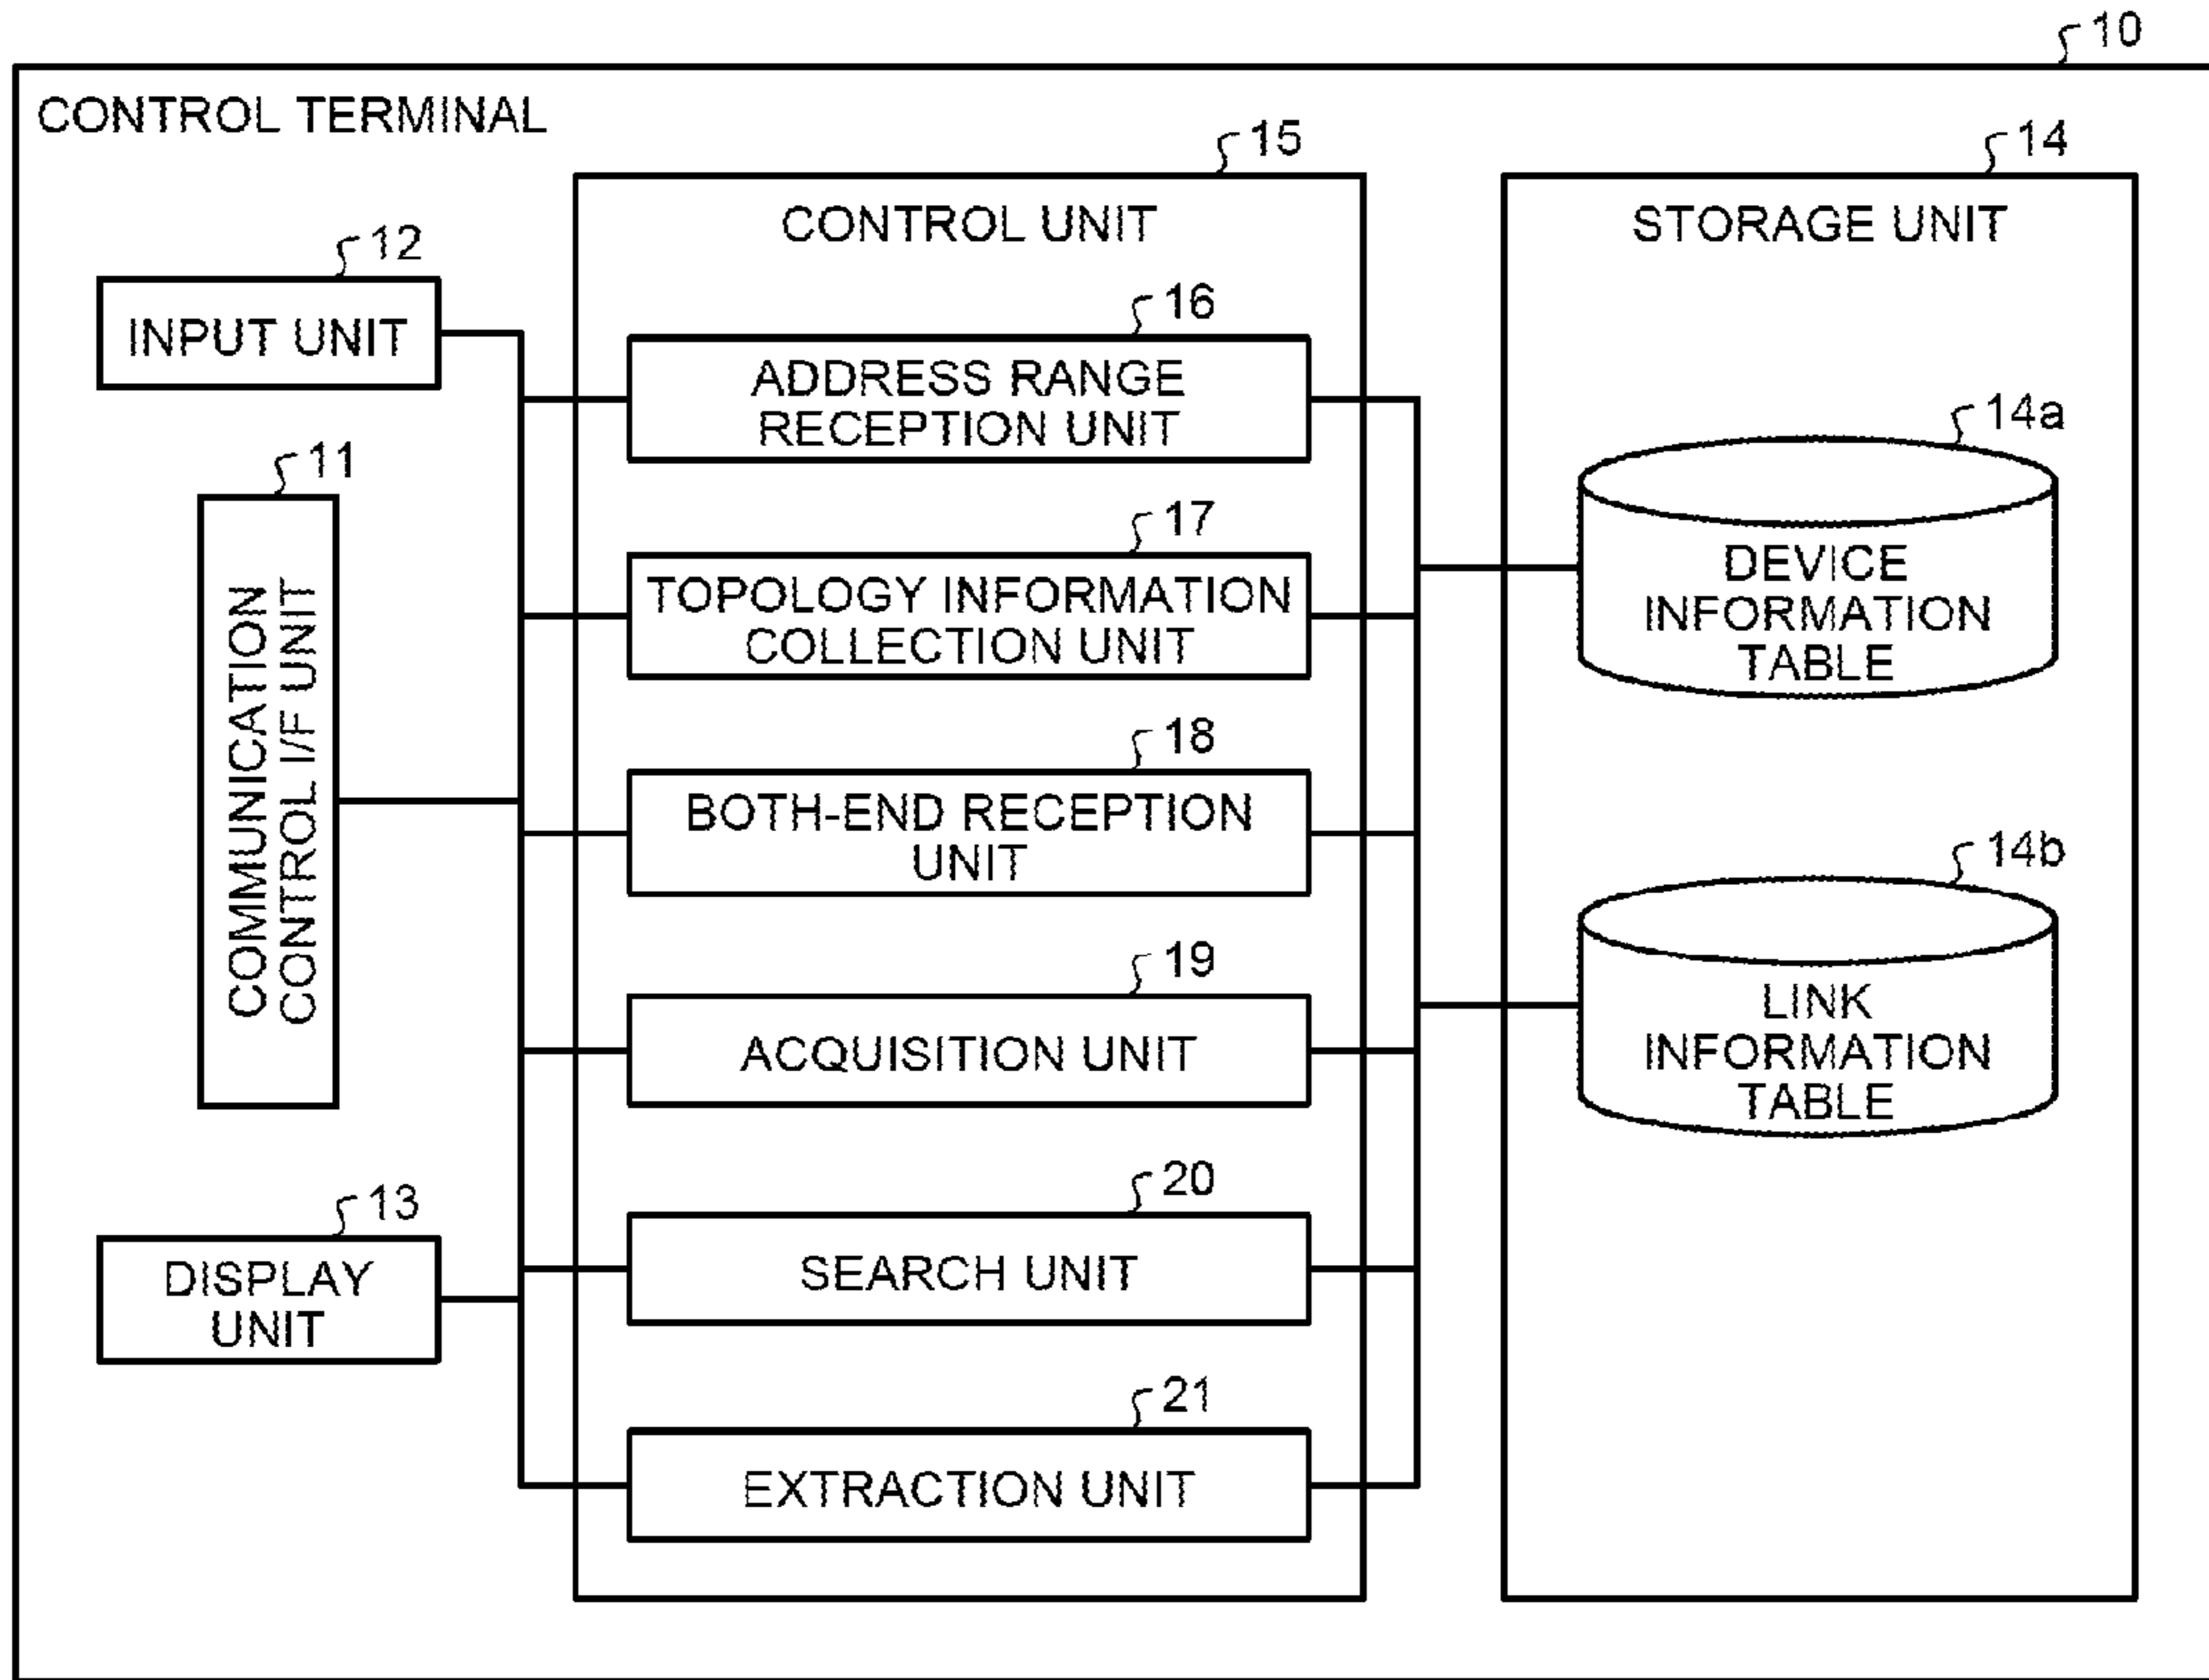 10
CONTROL TERMINAL
15
14
CONTROL UNIT
STORAGE UNIT
12
INPUT UNIT
11
COMMUNICATION
CONTROL I/F UNIT
13
DISPLAY
UNIT
16
ADDRESS RANGE
RECEPTION UNIT
17
TOPOLOGY INFORMATION
COLLECTION UNIT
18
BOTH-END RECEPTION
UNIT
19
ACQUISITION UNIT
20
SEARCH UNIT
21
EXTRACTION UNIT
14a
DEVICE
INFORMATION
TABLE
14b
LINK
INFORMATION
TABLE